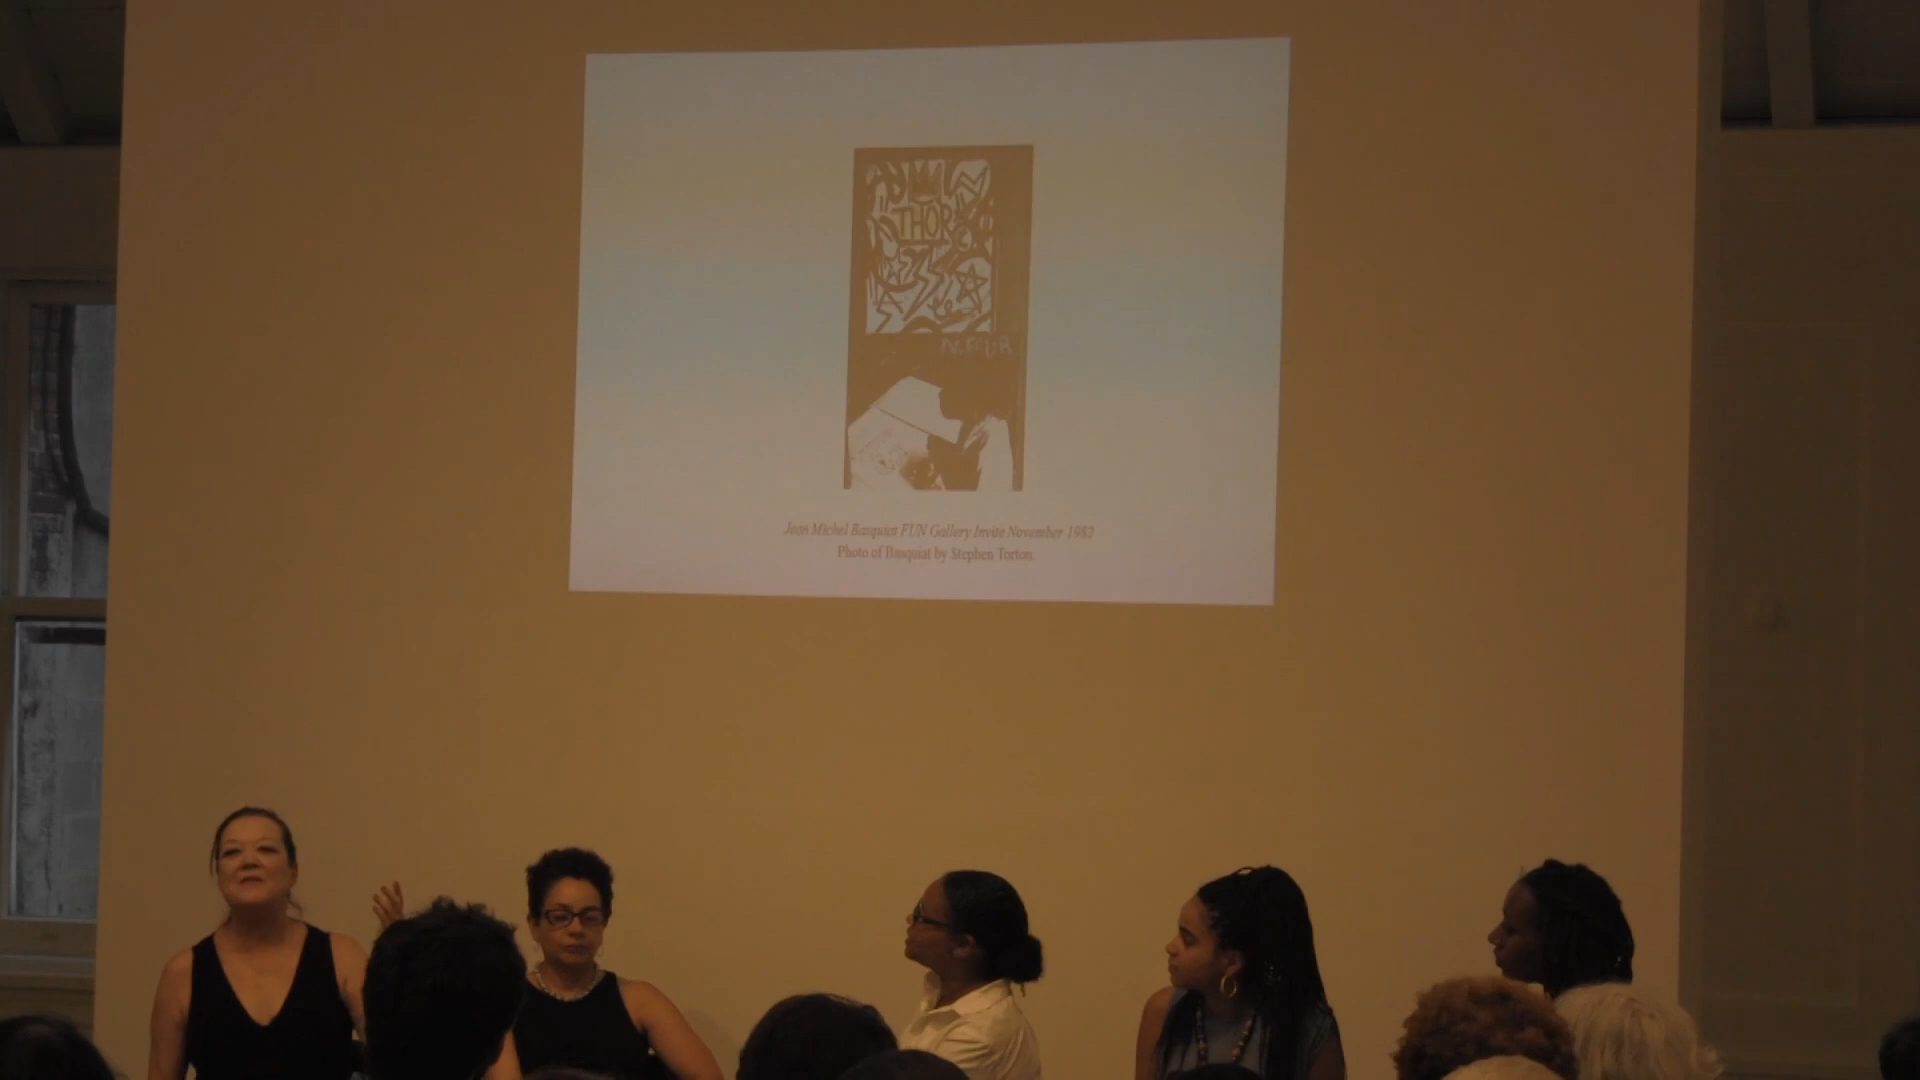 "THOR"
Jean Michel Basquiat FUN Gallery Invite November 1982
Photo of Basquiat by Stephen Torton.